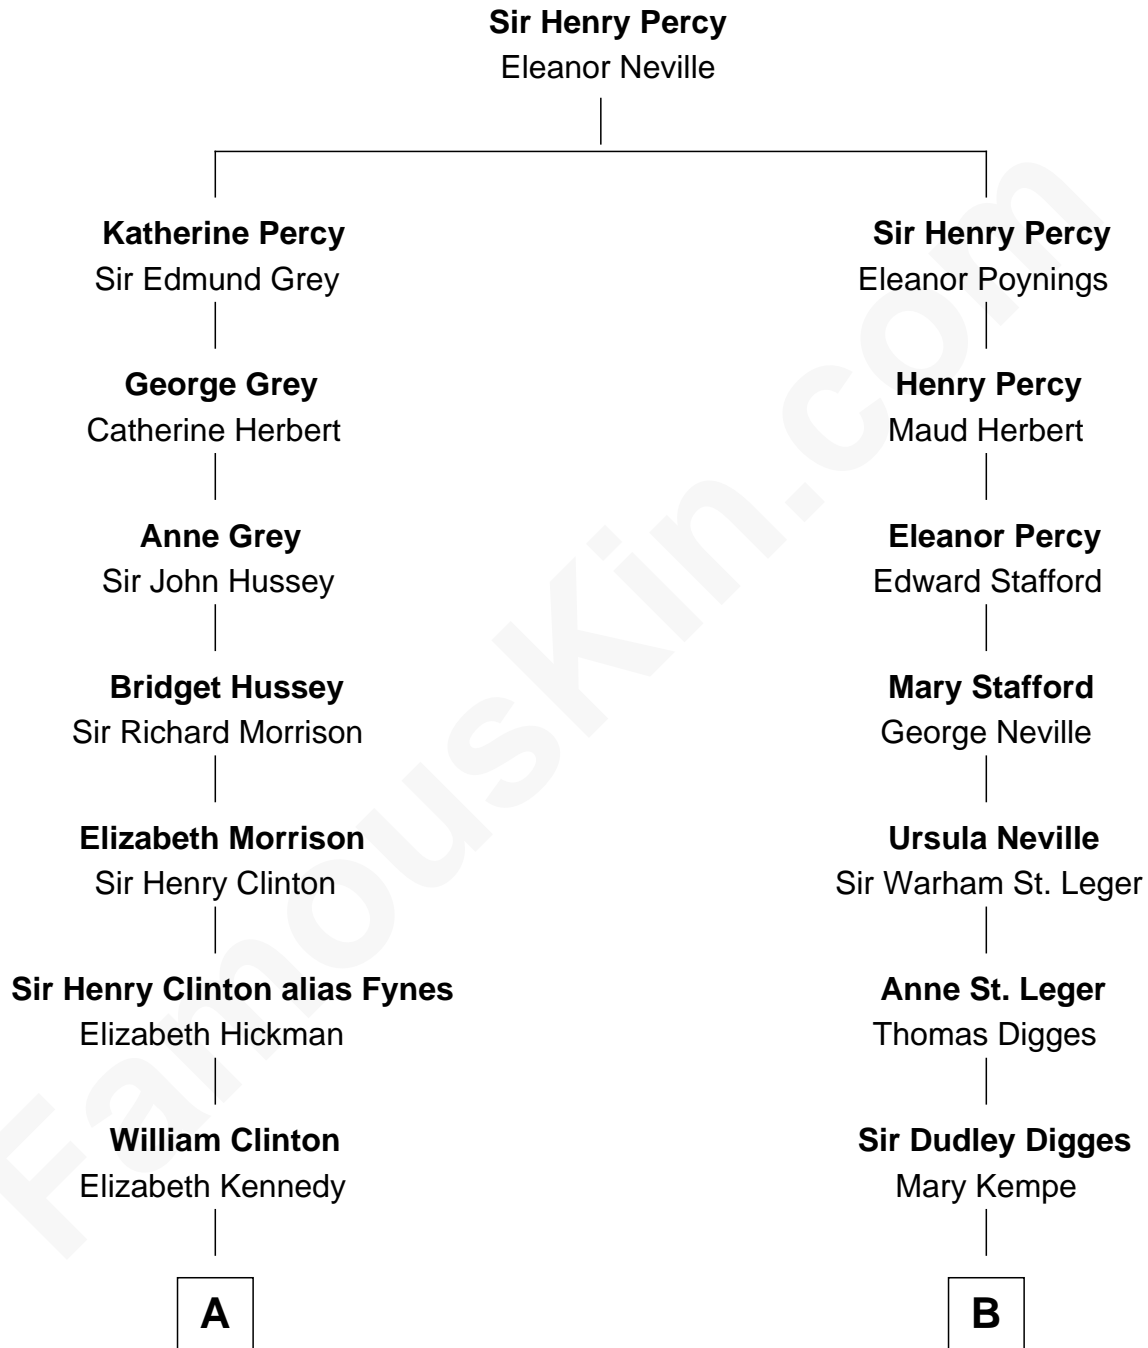 Sir Henry Percy
Eleanor Neville
Katherine Percy
Sir Edmund Grey
Sir Henry Percy
Eleanor Poynings
George Grey
Catherine Herbert
Henry Percy
Maud Herbert
Anne Grey
Sir John Hussey
Eleanor Percy
Edward Stafford
Bridget Hussey
Sir Richard Morrison
Mary Stafford
George Neville
Elizabeth Morrison
Sir Henry Clinton
Ursula Neville
Sir Warham St. Leger
Sir Henry Clinton alias Fynes
Elizabeth Hickman
Anne St. Leger
Thomas Digges
William Clinton
Elizabeth Kennedy
Sir Dudley Digges
Mary Kempe
A
B
FamousKin.com